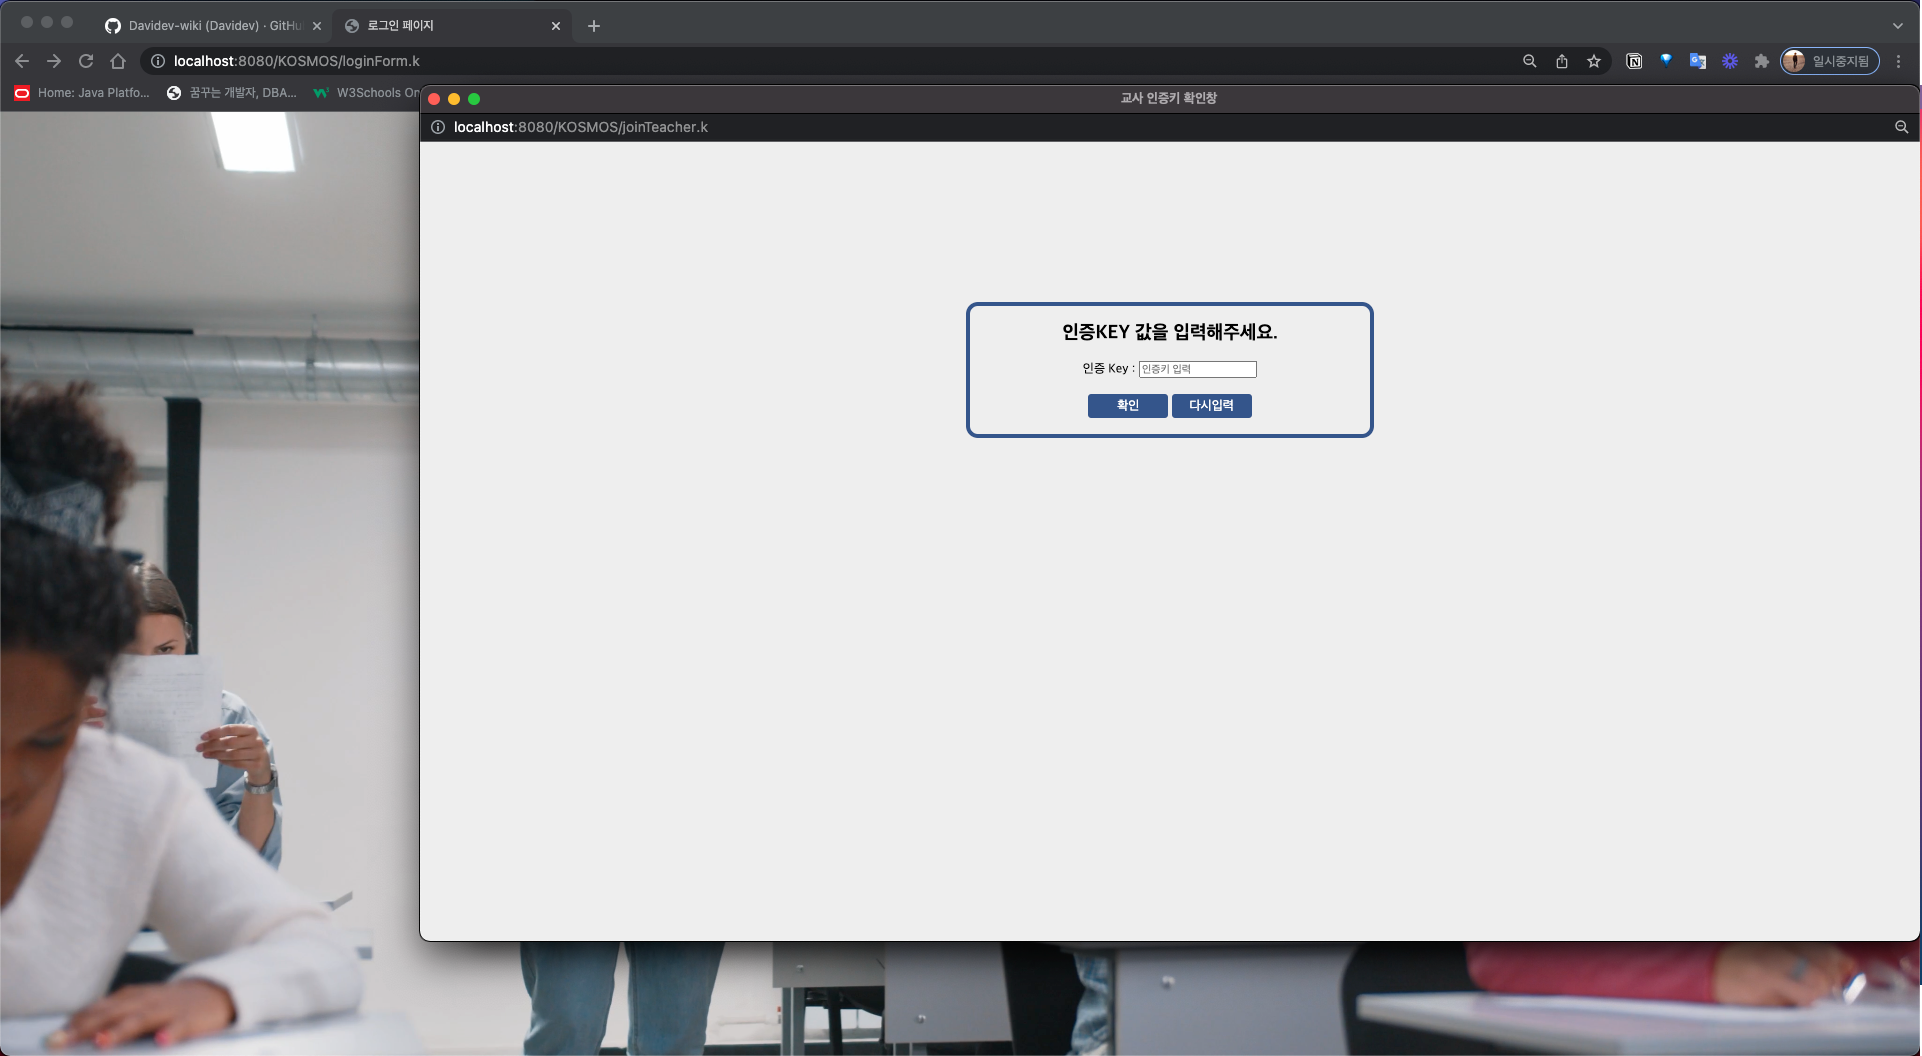 Davidev-wiki (Davidev) · GitHu
로그인 페이지
localhost:8080/KOSMOS/loginForm.k
일시중지됨
Home: Java Platfo...
꿈꾸는 개발자, DBA...
W3Schools On
교사 인증키 확인창
localhost:8080/KOSMOS/joinTeacher.k
인증KEY 값을 입력해주세요.
인증 Key : 인증키 입력
확인 다시입력